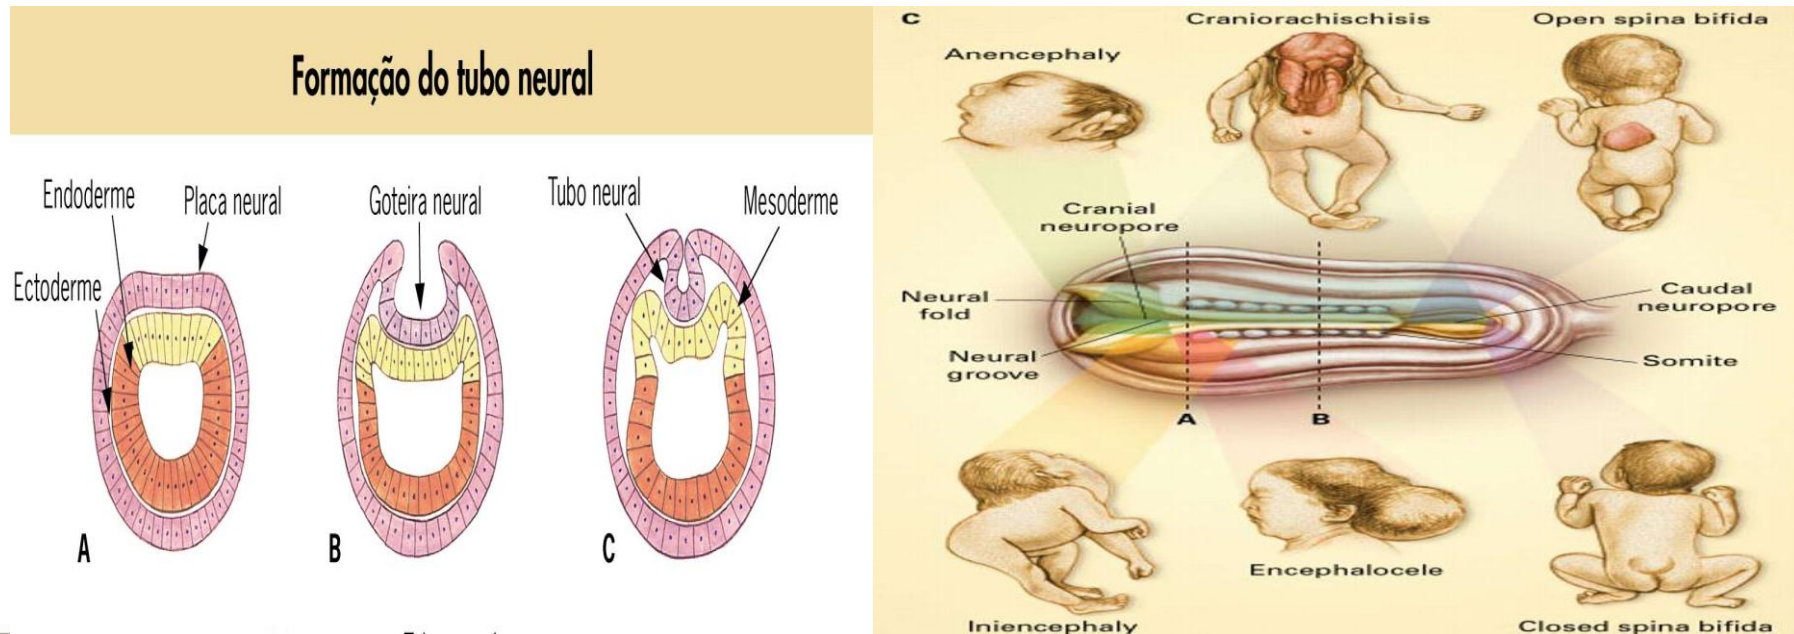 Formação do tubo neural
Endoderme
Placa neural
Ectoderme
Goteira neural
Tubo neural
Mesoderme
A
B
C
C
Craniorachischisis
Open spina bifida
Anencephaly
Cranial
neuropore
Neural
fold
Neural
groove
Caudal
neuropore
Somite
A
B
Iniencephaly
Encephalocele
Closed spina bifida